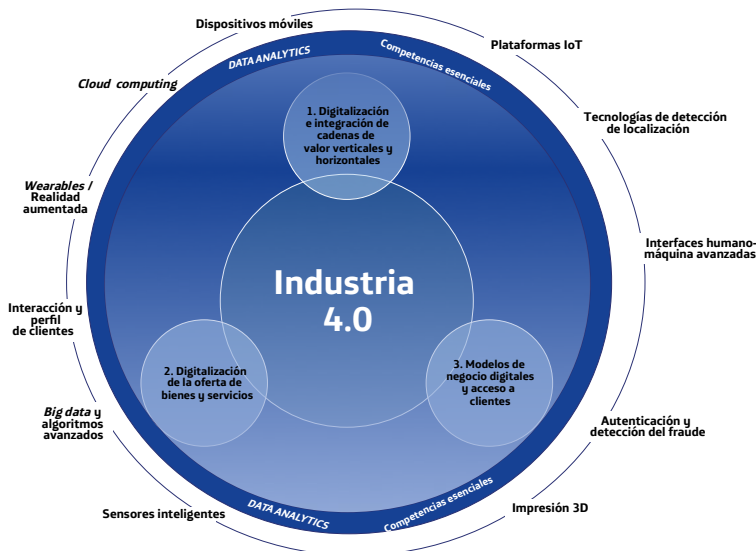 Dispositivos móviles
DATA ANALYTICS
Competencias esenciales
Plataformas IoT
Cloud computing
Tecnologías de detección
de localización
1. Digitalización
e integración de
cadenas de
valor verticales y
horizontales
Wearables /
Realidad
aumentada
Interfaces humano-
máquina avanzadas
Industria
4.0
Interacción y
perfil
de clientes
2. Digitalización
de la oferta de
bienes y servicios
3. Modelos de
negocio digitales
y acceso a
clientes
Big data y
algoritmos
avanzados
Autenticación y
detección del fraude
Sensores inteligentes
DATA ANALYTICS
Competencias esenciales
Impresión 3D